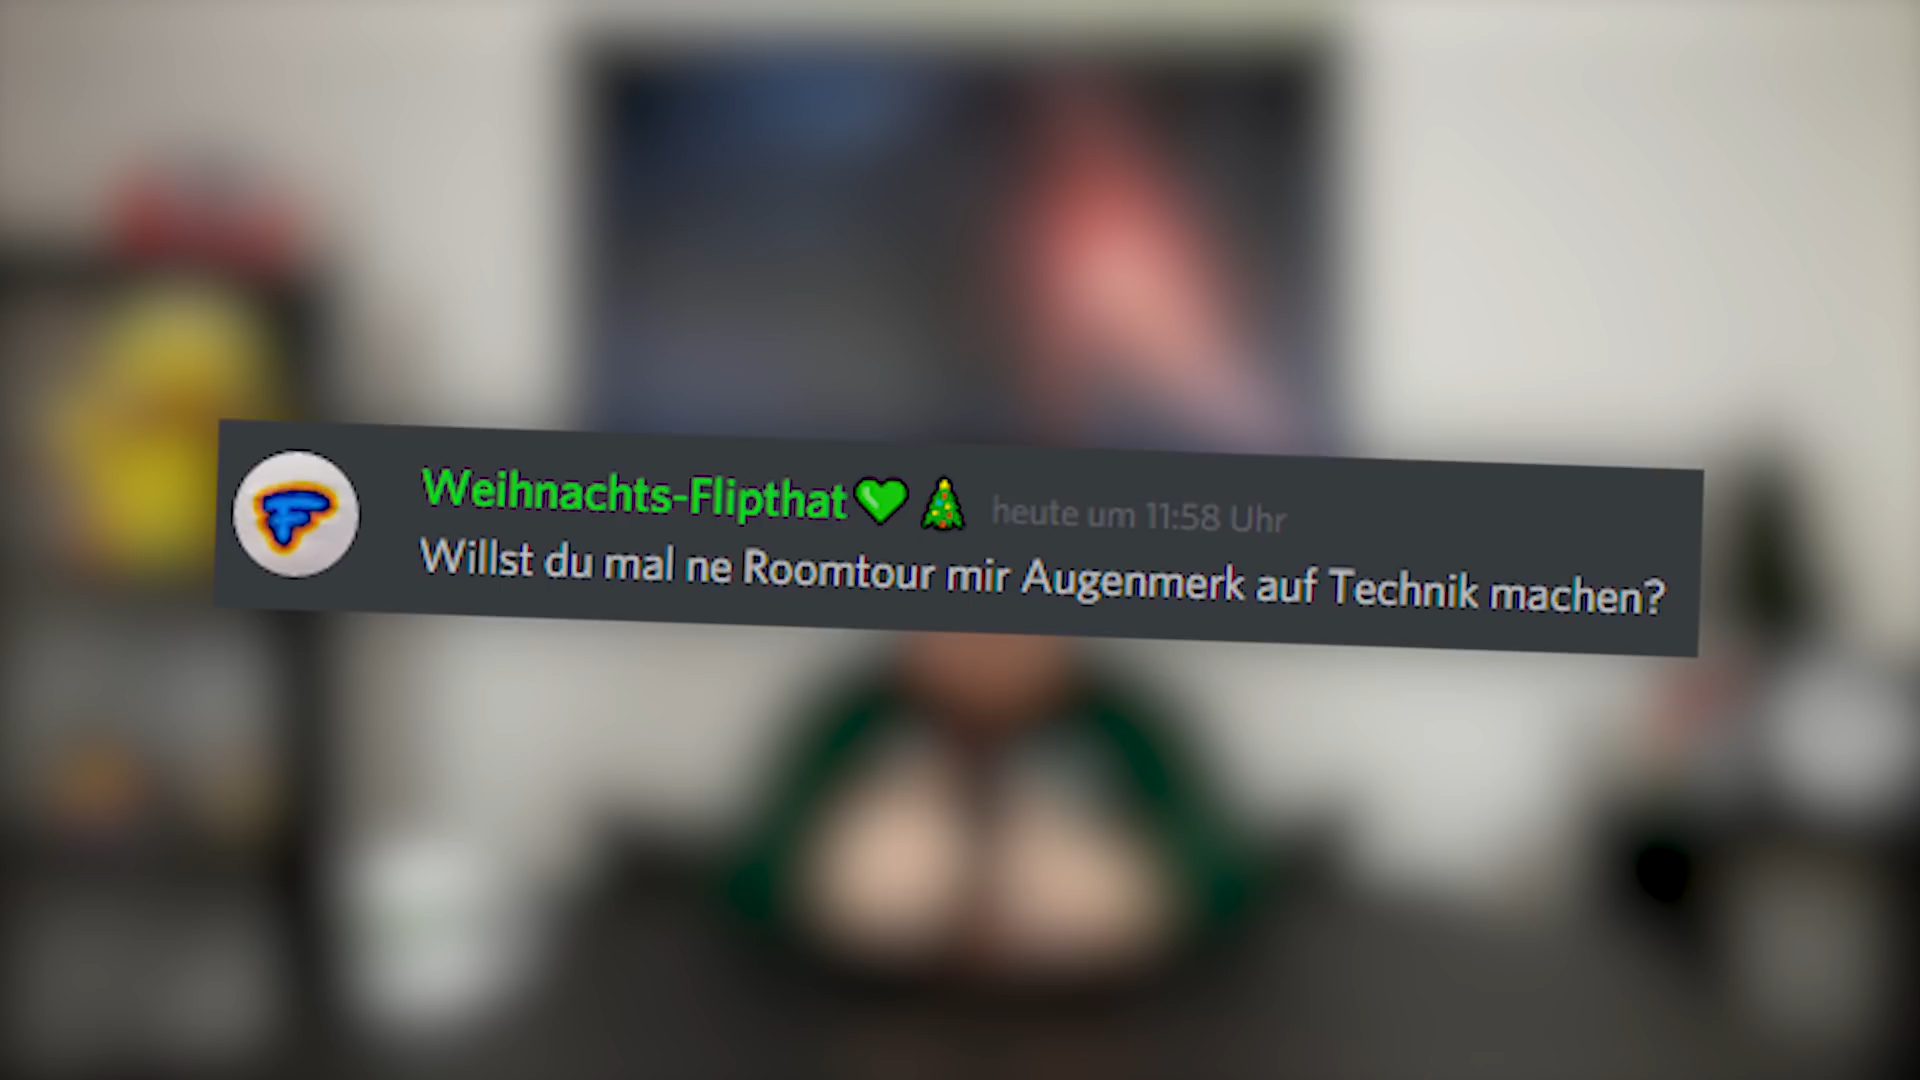 Weihnachts-Flipthat💚🎄 heute um 11:58 Uhr
Willst du mal ne Roomtour mir Augenmerk auf Technik machen?